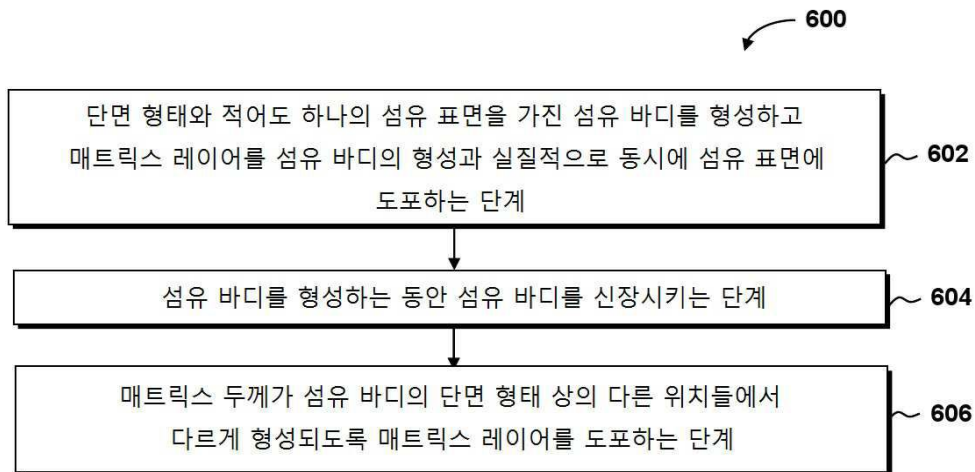 600
단면 형태와 적어도 하나의 섬유 표면을 가진 섬유 바디를 형성하고
매트릭스 레이어를 섬유 바디의 형성과 실질적으로 동시에 섬유 표면에
도포하는 단계
602
섬유 바디를 형성하는 동안 섬유 바디를 신장시키는 단계
604
매트릭스 두께가 섬유 바디의 단면 형태 상의 다른 위치들에서
다르게 형성되도록 매트릭스 레이어를 도포하는 단계
606